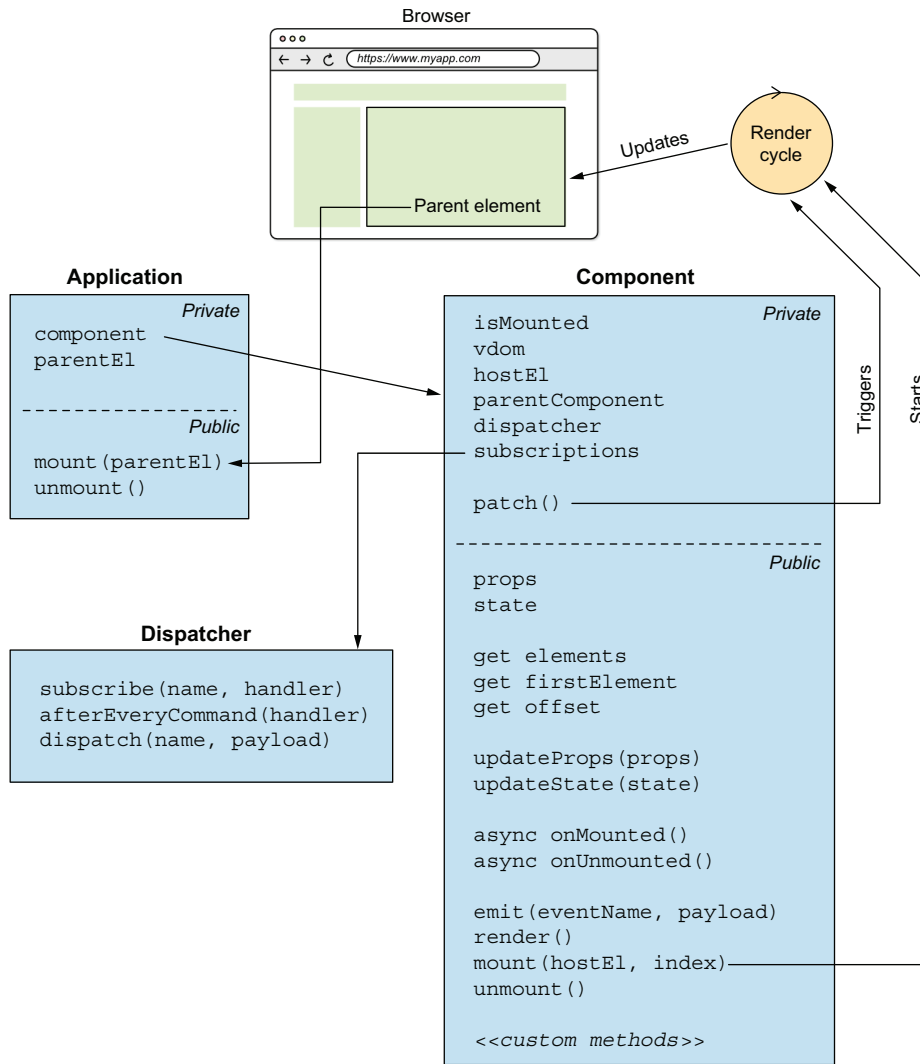 Browser
https://www.myapp.com
Render
cycle
Updates
Parent element
Application
Private
component
parentEl
Public
mount(parentEl)
unmount()
Component
Private
isMounted
vdom
hostEl
parentComponent
dispatcher
subscriptions
patch()
Public
props
state
get elements
get firstElement
get offset
updateProps(props)
updateState(state)
async onMounted()
async onUnmounted()
emit(eventName, payload)
render()
mount(hostEl, index)
unmount()
<<custom methods>>
Triggers
Starts
Dispatcher
subscribe(name, handler)
afterEveryCommand(handler)
dispatch(name, payload)